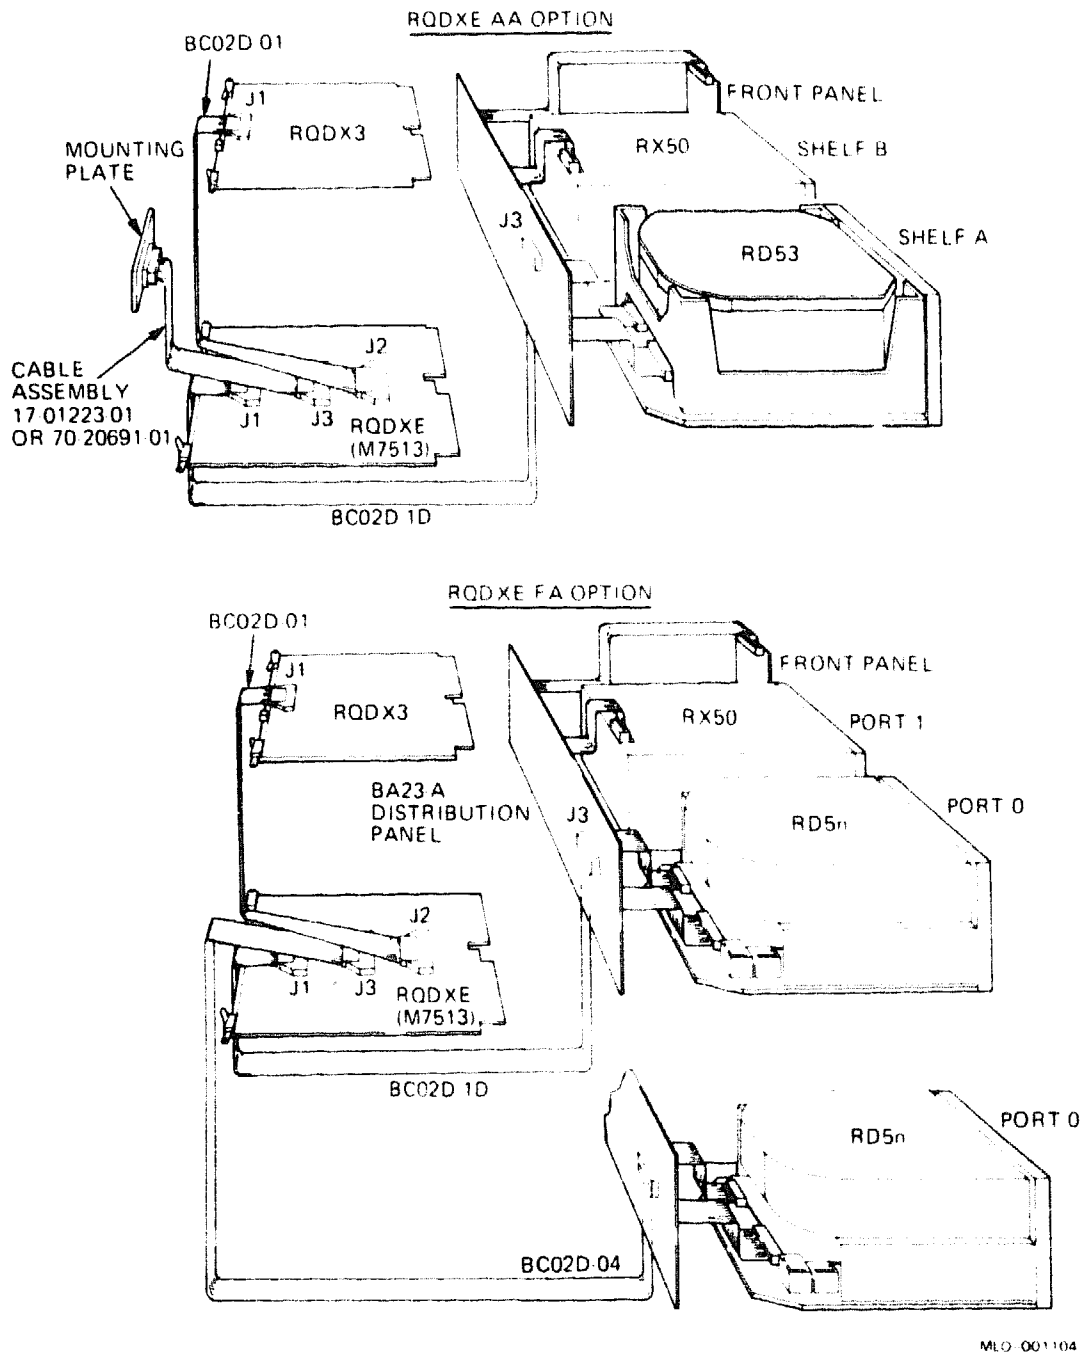 RQDXE AA OPTION
BC02D 01
J1
RQDX3
FRONT PANEL
RX50
SHELF B
MOUNTING
PLATE
J3
SHELF A
RD53
CABLE
ASSEMBLY
17 01223 01
OR 70 20691 01
J2
J1
J3
RQDXE
(M7513)
BC02D 1D
RQDXE FA OPTION
BC02D 01
J1
RQDX3
FRONT PANEL
RX50
PORT 1
BA23 A
DISTRIBUTION
PANEL
J3
PORT 0
RD5n
J2
J1
J3
RQDXE
(M7513)
BC02D 1D
PORT 0
RD5n
BC02D 04
MLO-001104